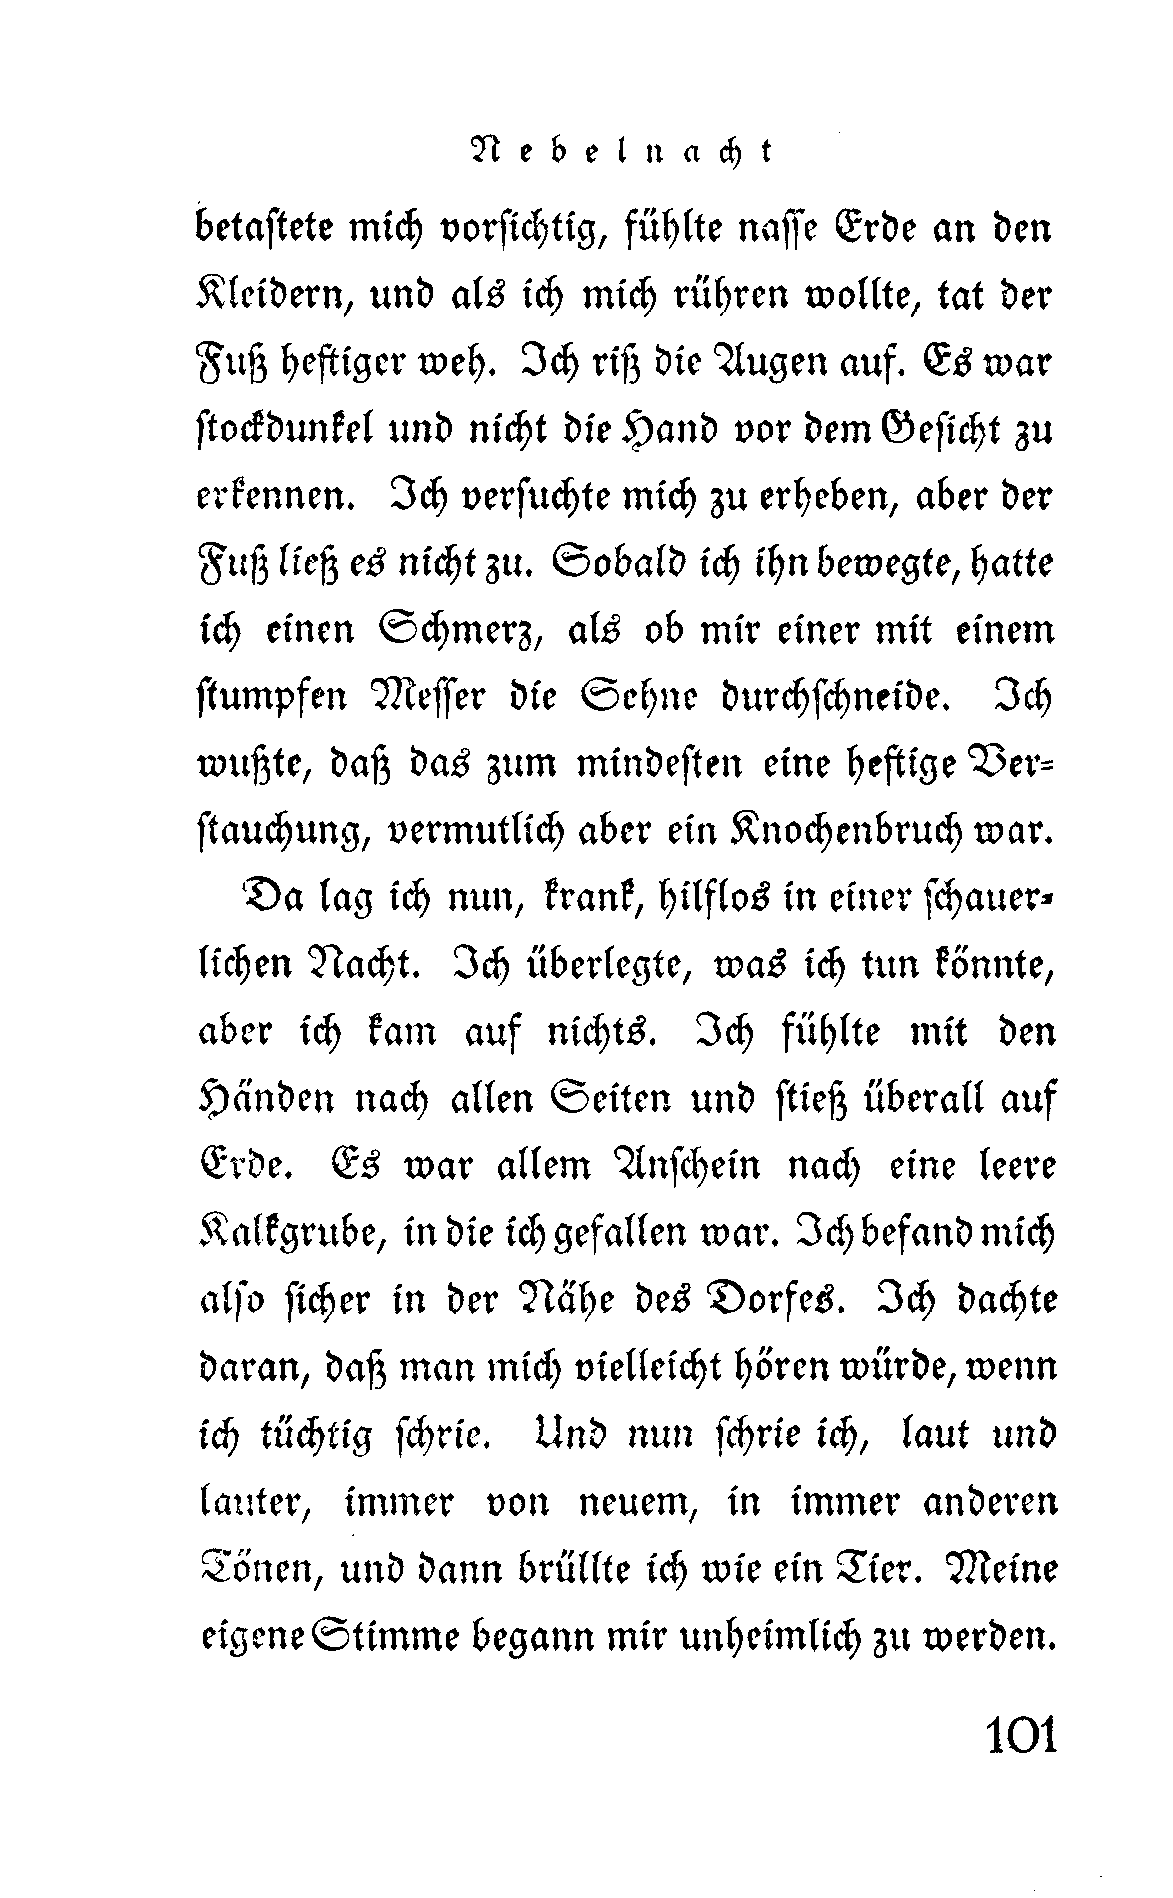 Nebelnacht
betastete mich vorsichtig, fühlte nasse Erde an den
Kleidern, und als ich mich rühren wollte, tat der
Fuß heftiger weh. Ich riß die Augen auf. Es war
stockdunkel und nicht die Hand vor dem Gesicht zu
erkennen. Ich versuchte mich zu erheben, aber der
Fuß ließ es nicht zu. Sobald ich ihn bewegte, hatte
ich einen Schmerz, als ob mir einer mit einem
stumpfen Messer die Sehne durchschneide. Ich
wußte, daß das zum mindesten eine heftige Ver-
stauchung, vermutlich aber ein Knochenbruch war.
Da lag ich nun, krank, hilflos in einer schauer-
lichen Nacht. Ich überlegte, was ich tun könnte,
aber ich kam auf nichts. Ich fühlte mit den
Händen nach allen Seiten und stieß überall auf
Erde. Es war allem Anschein nach eine leere
Kalkgrube, in die ich gefallen war. Ich befand mich
also sicher in der Nähe des Dorfes. Ich dachte
daran, daß man mich vielleicht hören würde, wenn
ich tüchtig schrie. Und nun schrie ich, laut und
lauter, immer von neuem, in immer anderen
Tönen, und dann brüllte ich wie ein Tier. Meine
eigene Stimme begann mir unheimlich zu werden.
101